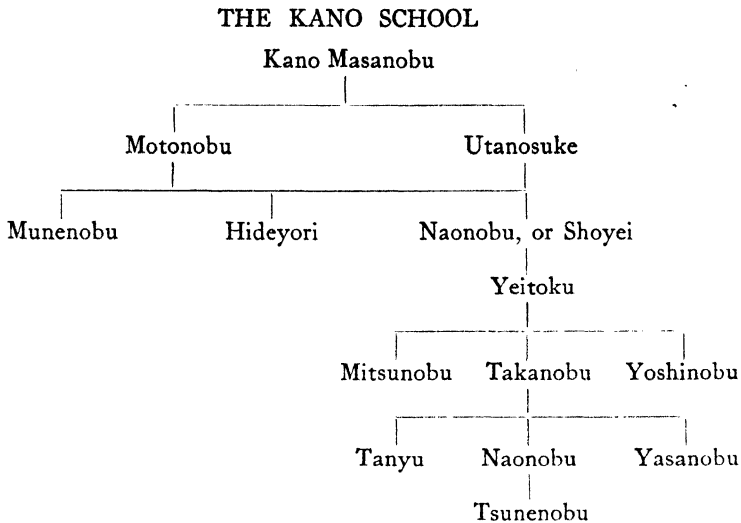 THE KANO SCHOOL
Kano Masanobu
Motonobu Utanosuke
Munenobu Hideyori Naonobu, or Shoyei
Yeitoku
Mitsunobu Takanobu Yoshinobu
Tanyu Naonobu Yasanobu
Tsunenobu